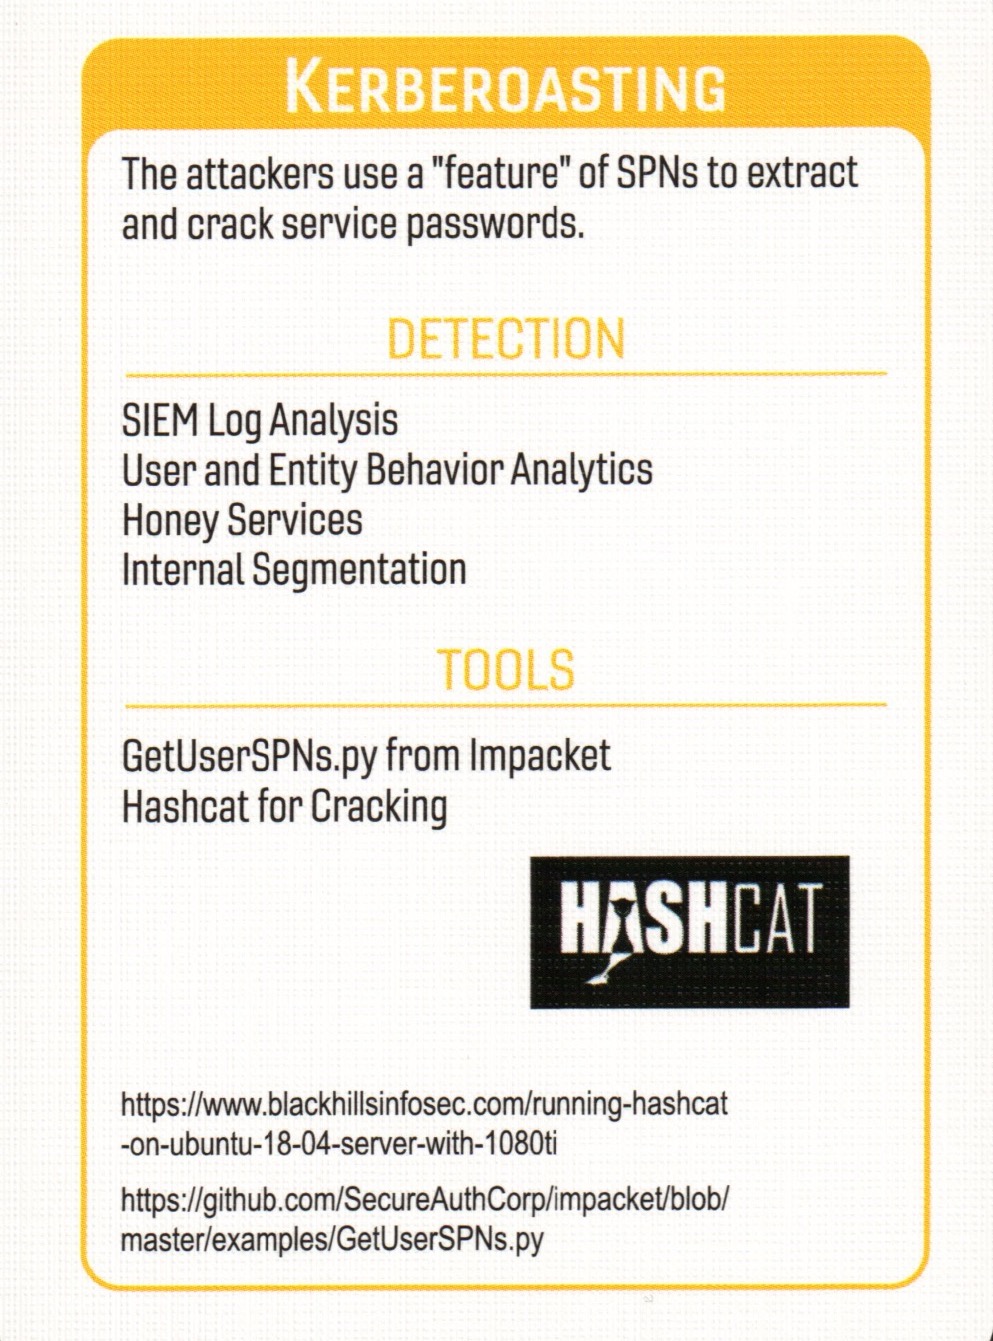 KERBEROASTING
The attackers use a "feature" of SPNs to extract
and crack service passwords.
DETECTION
SIEM Log Analysis
User and Entity Behavior Analytics
Honey Services
Internal Segmentation
TOOLS
GetUserSPNs.py from Impacket
Hashcat for Cracking
HASHCAT
https://www.blackhillsinfosec.com/running-hashcat
-on-ubuntu-18-04-server-with-1080ti
https://github.com/SecureAuthCorp/impacket/blob/
master/examples/GetUserSPNs.py